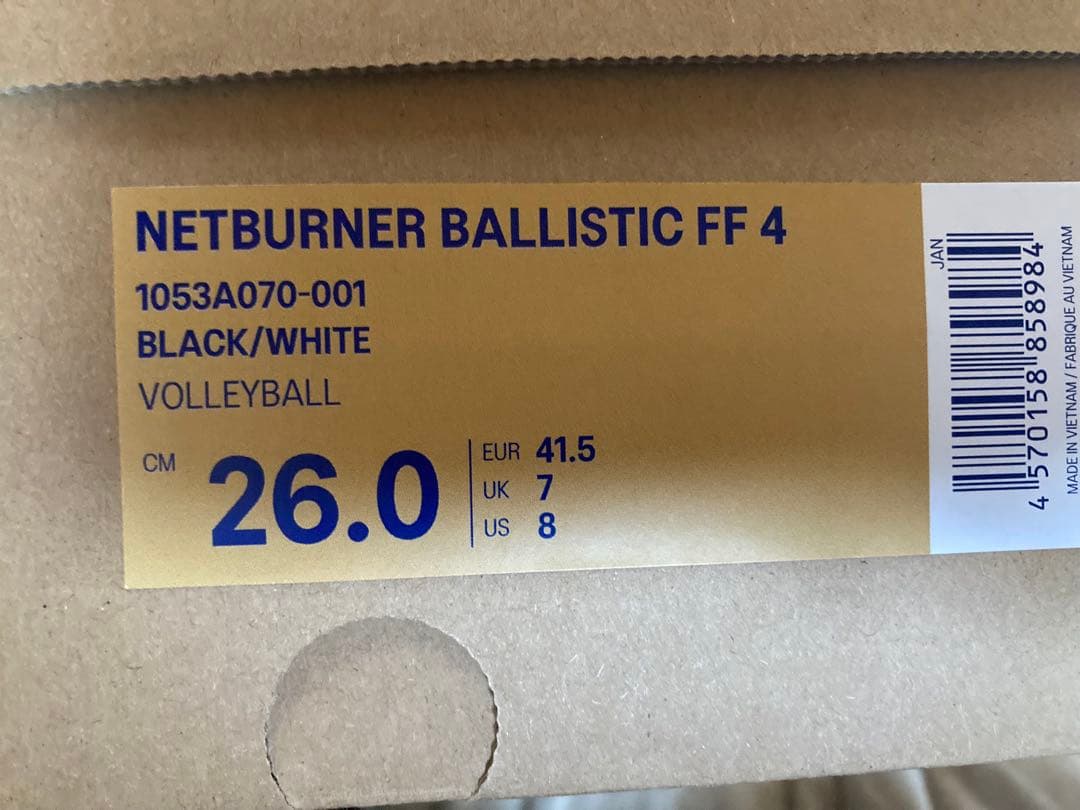 NETBURNER BALLISTIC FF 4
1053A070-001
BLACK/WHITE
VOLLEYBALL
CM 26.0
EUR 41.5
UK 7
US 8
JAN
4 570158 858984
MADE IN VIETNAM / FABRIQUE AU VIETNAM